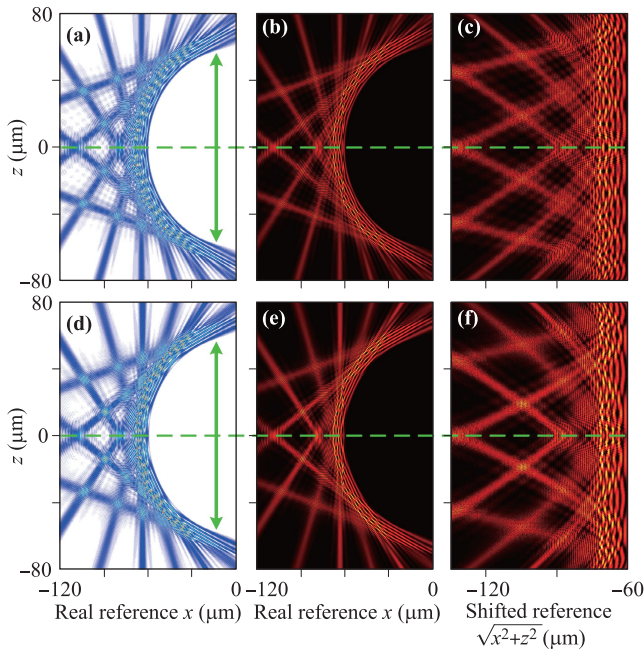 80
(a)
(b)
(c)
z (μm)
0
−80
80
(d)
(e)
(f)
z (μm)
0
−80
−120
0
0
−120
−60
Real reference x (μm)
Real reference x (μm)
Shifted reference
√x²+z² (μm)